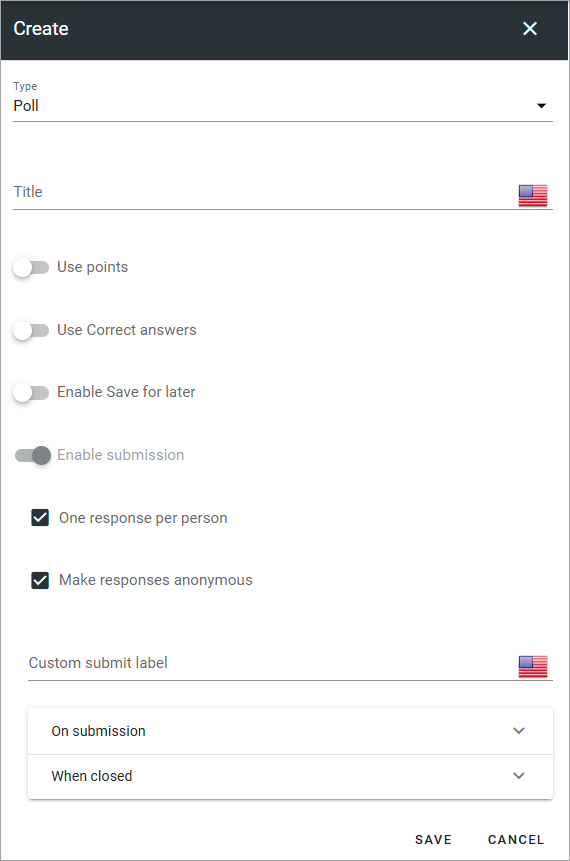 Create
Type
Poll
Title
Use points
Use Correct answers
Enable Save for later
Enable submission
One response per person
Make responses anonymous
Custom submit label
On submission
When closed
SAVE CANCEL